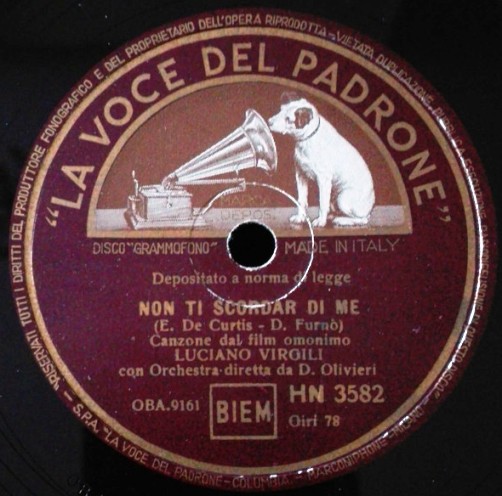 RISERVATI TUTTI I DIRITTI DEL PRODUTTORE FONOGRAFICO E DEL PROPRIETARIO DELL'OPERA RIPRODOTTA - VIETATA DUPLICAZIONE,
"LA VOCE DEL PADRONE"
MARCA
DEPOS.
DISCO "GRAMMOFONO" MADE IN ITALY
Depositato a norma di legge
NON TI SCORDAR DI ME
(E. De Curtis - D. Furnò)
Canzone dal film omonimo
LUCIANO VIRGILI
con Orchestra diretta da D. Olivieri
OBA.9161 BIEM HN 3582
Giri 78
S.P.A. "LA VOCE DEL PADRONE - COLUMBIA - MARCONIPHONE - MILANO